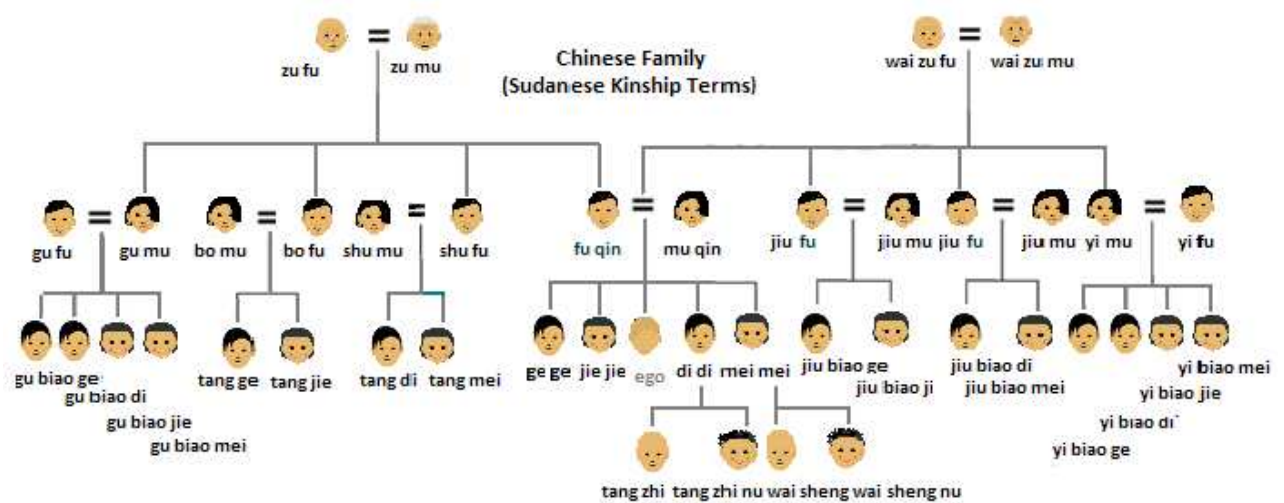 Chinese Family
(Sudanese Kinship Terms)
zu fu
zu mu
wai zu fu
wai zu mu
gu fu
gu mu
bo mu
bo fu
shu mu
shu fu
fu qin
mu qin
jiu fu
jiu mu
jiu fu
jiu mu
yi mu
yi fu
gu biao ge
gu biao di
gu biao jie
gu biao mei
tang ge
tang jie
tang di
tang mei
ge ge
jie jie
ego
di di
mei mei
jiu biao ge
jiu biao ji
jiu biao di
jiu biao mei
yi biao mei
yi biao jie
yi biao di
yi biao ge
tang zhi
tang zhi nu
wai sheng
wai sheng nu